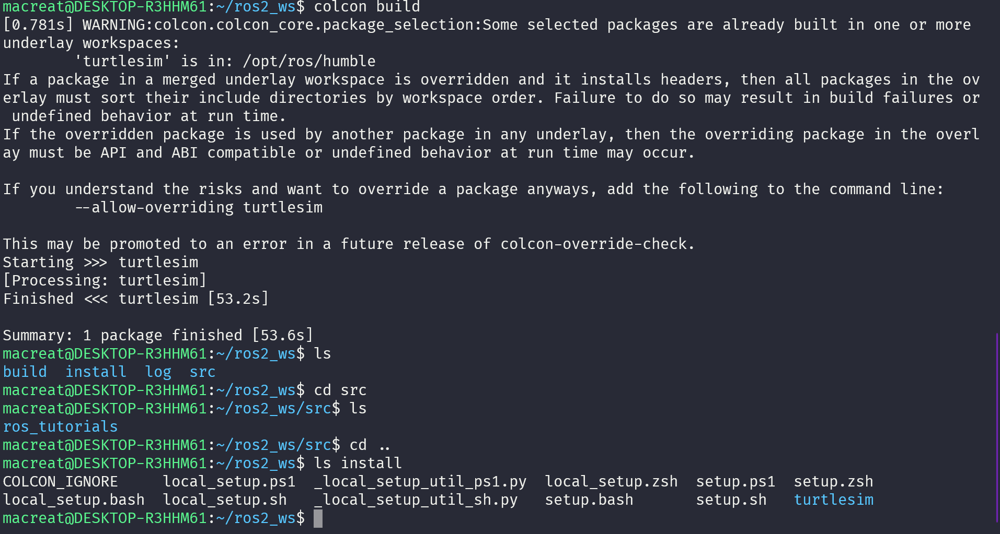 macreat@DESKTOP-R3HHM61:~/ros2_ws$ colcon build
[0.781s] WARNING:colcon.colcon_core.package_selection:Some selected packages are already built in one or more
underlay workspaces:
        'turtlesim' is in: /opt/ros/humble
If a package in a merged underlay workspace is overridden and it installs headers, then all packages in the ov
erlay must sort their include directories by workspace order. Failure to do so may result in build failures or
 undefined behavior at run time.
If the overridden package is used by another package in any underlay, then the overriding package in the overl
ay must be API and ABI compatible or undefined behavior at run time may occur.

If you understand the risks and want to override a package anyways, add the following to the command line:
        --allow-overriding turtlesim

This may be promoted to an error in a future release of colcon-override-check.
Starting >>> turtlesim
[Processing: turtlesim]
Finished <<< turtlesim [53.2s]

Summary: 1 package finished [53.6s]
macreat@DESKTOP-R3HHM61:~/ros2_ws$ ls
build  install  log  src
macreat@DESKTOP-R3HHM61:~/ros2_ws$ cd src
macreat@DESKTOP-R3HHM61:~/ros2_ws/src$ ls
ros_tutorials
macreat@DESKTOP-R3HHM61:~/ros2_ws/src$ cd ..
macreat@DESKTOP-R3HHM61:~/ros2_ws$ ls install
COLCON_IGNORE     local_setup.ps1  _local_setup_util_ps1.py  local_setup.zsh  setup.ps1  setup.zsh
local_setup.bash  local_setup.sh   _local_setup_util_sh.py   setup.bash       setup.sh   turtlesim
macreat@DESKTOP-R3HHM61:~/ros2_ws$